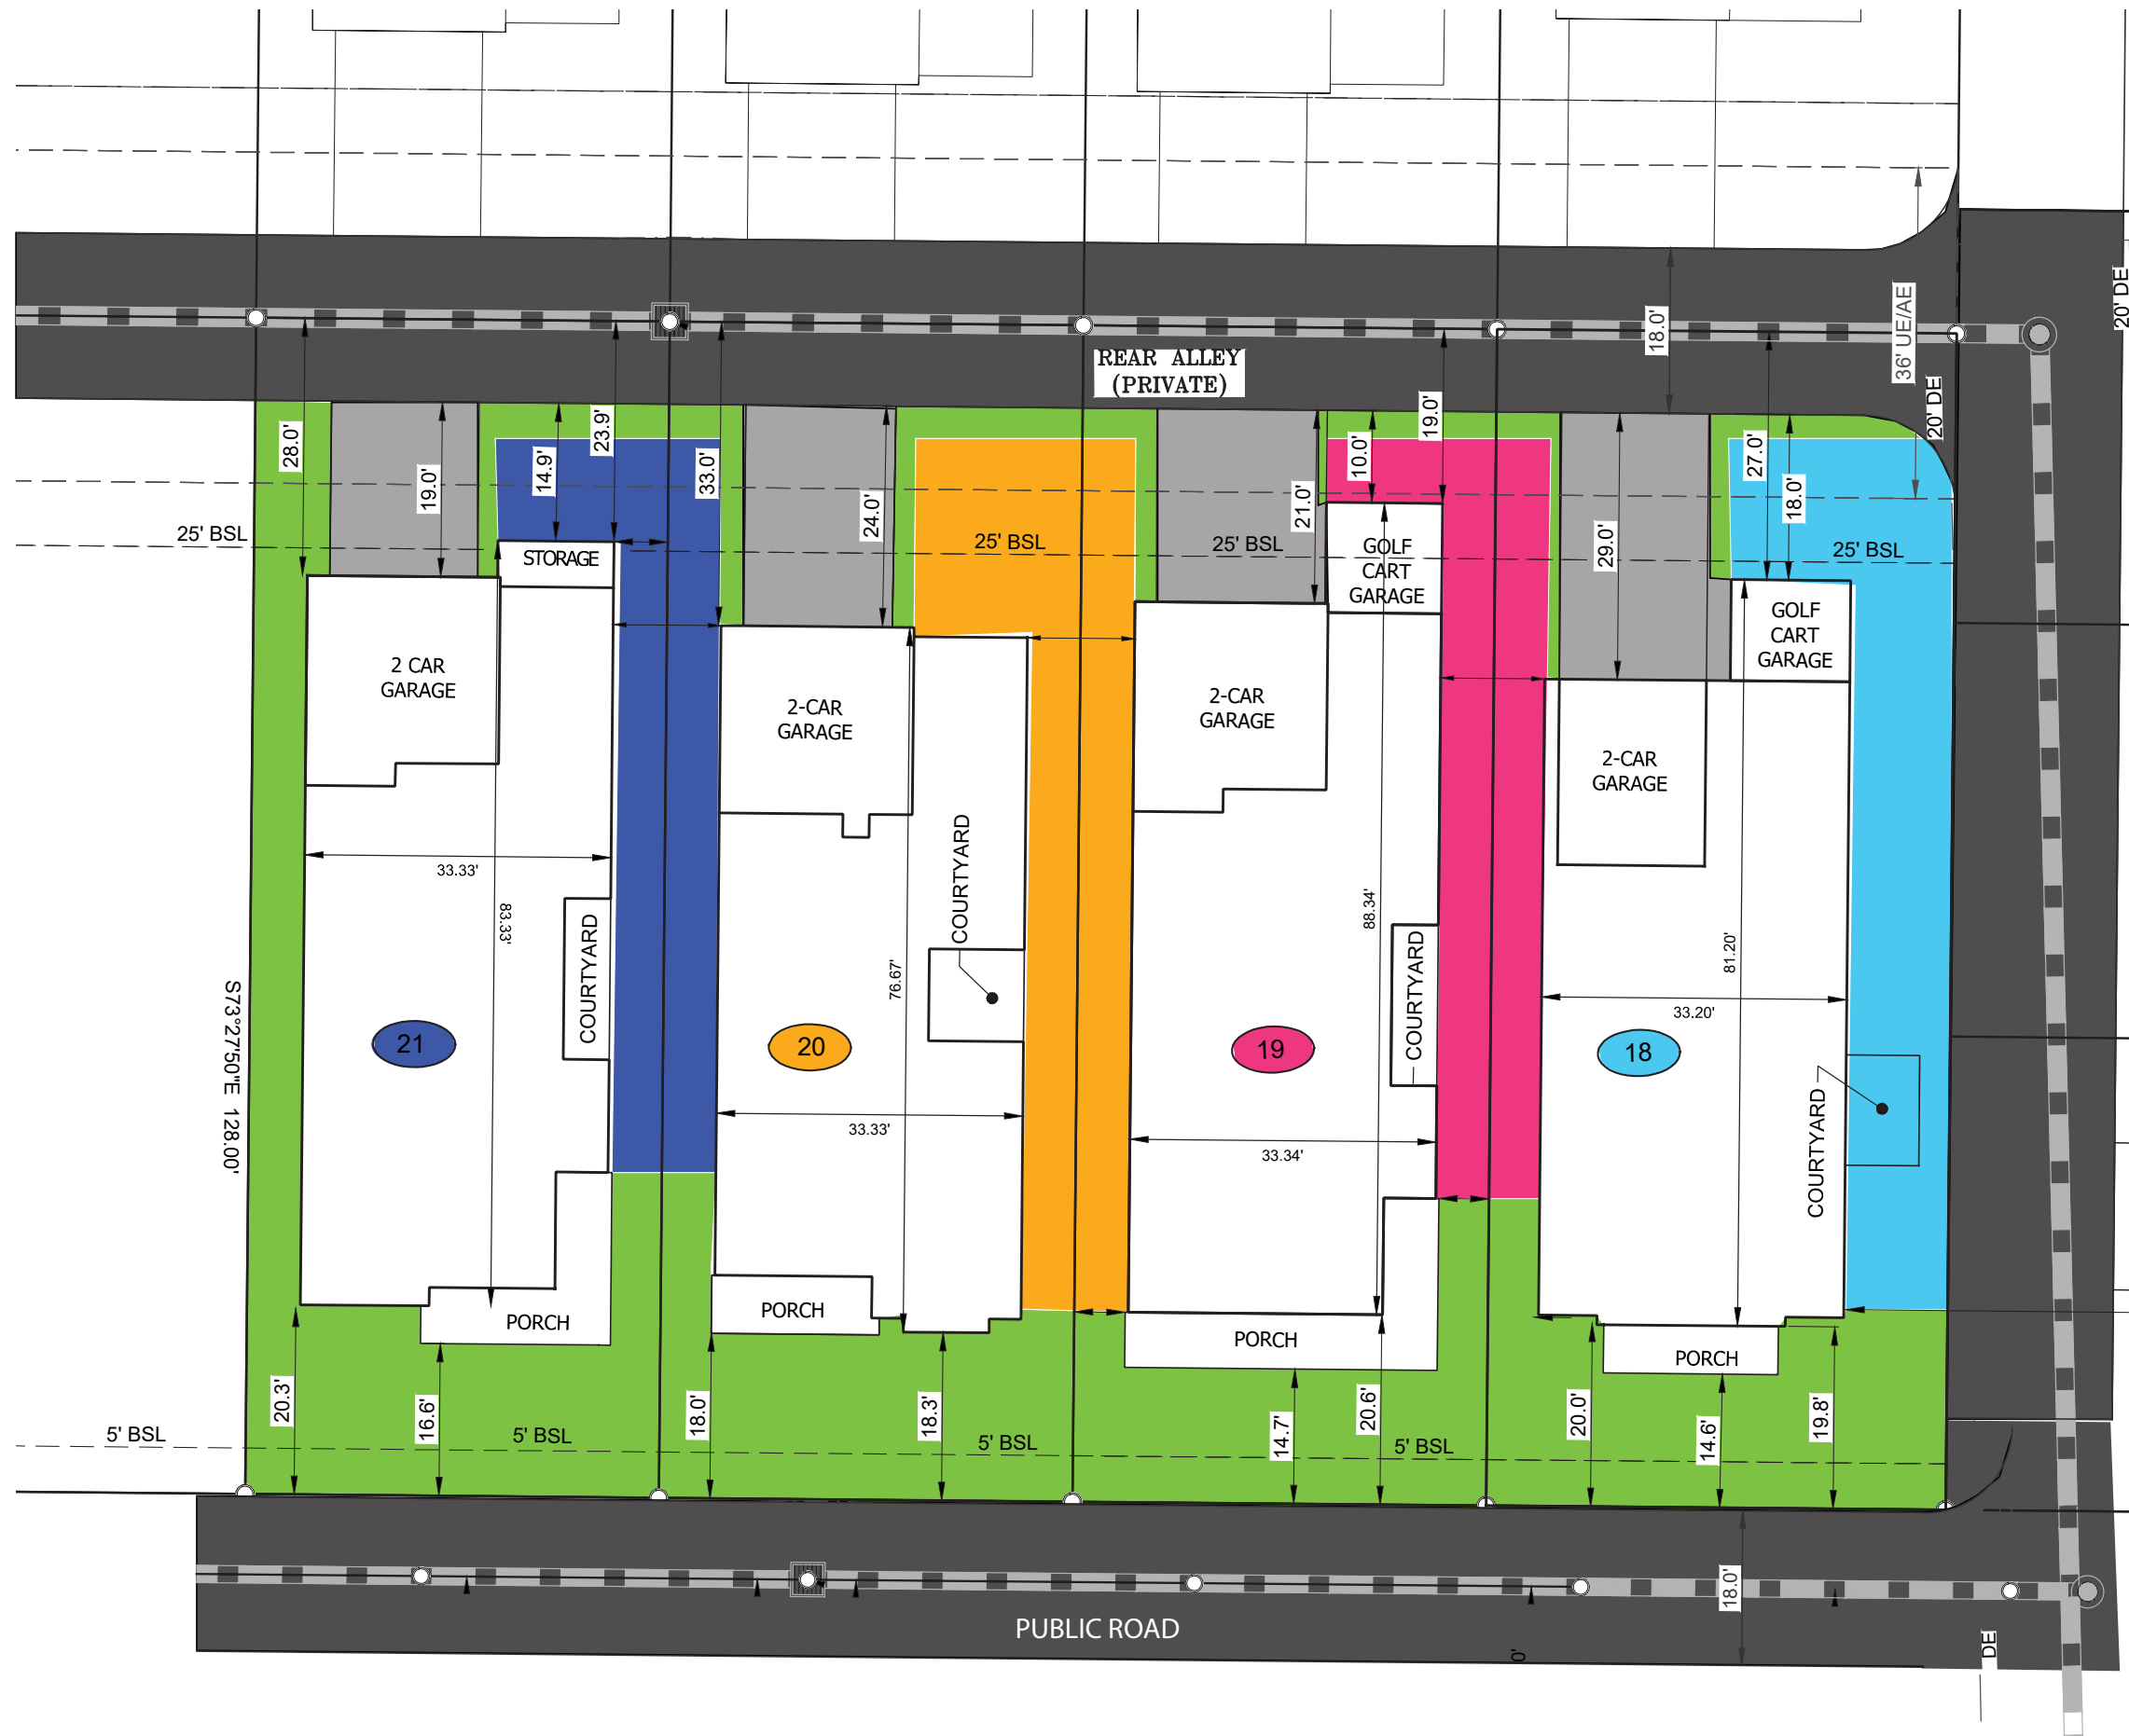 18.0'
36' UE/AE
20' DE
20' DE
REAR ALLEY
(PRIVATE)
28.0'
19.0'
14.9'
23.9'
33.0'
24.0'
21.0'
10.0'
19.0'
29.0'
27.0'
18.0'
25' BSL
25' BSL
25' BSL
25' BSL
STORAGE
GOLF
CART
GARAGE
GOLF
CART
GARAGE
2 CAR
GARAGE
2-CAR
GARAGE
2-CAR
GARAGE
2-CAR
GARAGE
33.33'
83.33'
COURTYARD
COURTYARD
76.67'
88.34'
COURTYARD
81.20'
33.20'
S73°27'50"E 128.00'
21
20
19
18
33.33'
33.34'
COURTYARD
PORCH
PORCH
PORCH
PORCH
20.3'
16.6'
18.0'
18.3'
14.7'
20.6'
20.0'
14.6'
19.8'
5' BSL
5' BSL
5' BSL
5' BSL
18.0'
PUBLIC ROAD
0'
DE